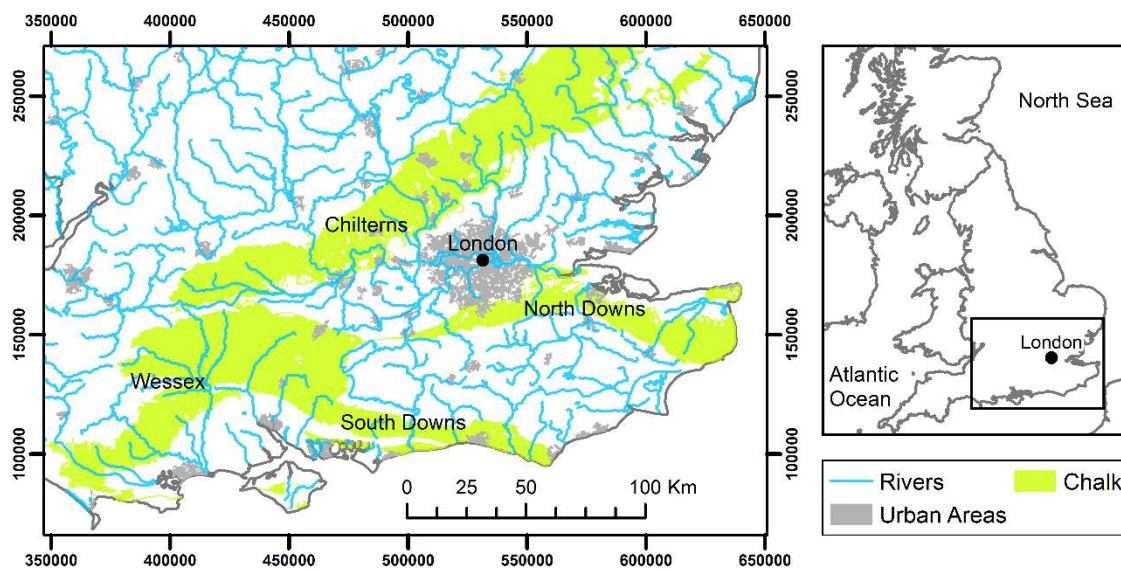 350000 400000 450000 500000 550000 600000 650000
250000
200000
150000
100000
250000
200000
150000
100000
Chilterns
London
North Downs
Wessex
South Downs
0 25 50 100 Km
350000 400000 450000 500000 550000 600000 650000
North Sea
London
Atlantic
Ocean
Rivers
Chalk
Urban Areas